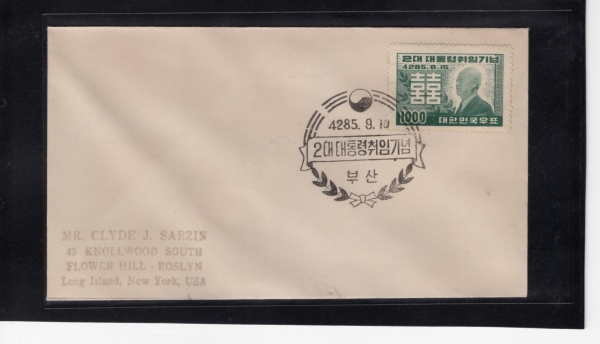 2대 대통령취임기념
4285.8.15
囍
1000
대한민국우표
4285. 9. 10
2대대통령취임기념
부산
MR. CLYDE J. SARZIN
45 KNOLLWOOD SOUTH
FLOWER HILL - ROSLYN
Long Island, New York, USA